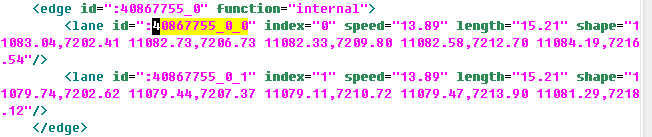 <edge id=":40867755_0" function="internal">
<lane id=":40867755_0_0" index="0" speed="13.89" length="15.21" shape="1
1083.04,7202.41 11082.73,7206.73 11082.33,7209.80 11082.58,7212.70 11084.19,7216
.54"/>
<lane id=":40867755_0_1" index="1" speed="13.89" length="15.21" shape="1
1079.74,7202.62 11079.44,7207.37 11079.11,7210.72 11079.47,7213.90 11081.29,7218
.12"/>
</edge>